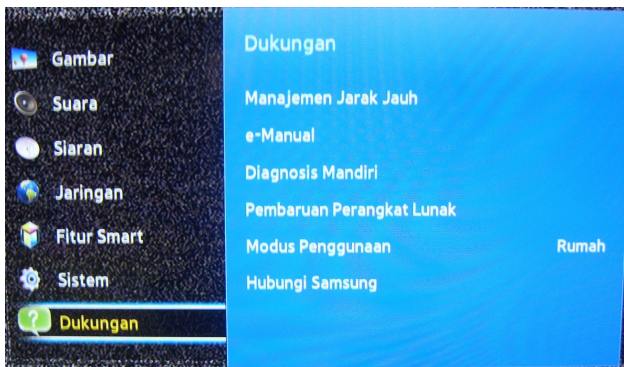 Gambar
Suara
Siaran
Jaringan
Fitur Smart
Sistem
Dukungan
Dukungan
Manajemen Jarak Jauh
e-Manual
Diagnosis Mandiri
Pembaruan Perangkat Lunak
Modus Penggunaan Rumah
Hubungi Samsung